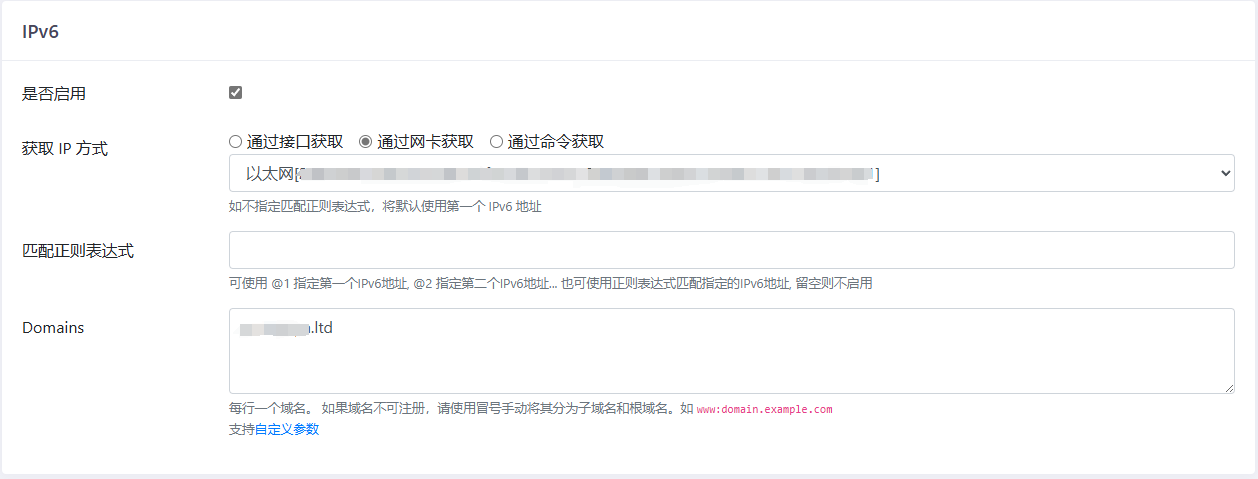 IPv6
是否启用
获取 IP 方式
通过接口获取 通过网卡获取 通过命令获取
以太网[ ]
如不指定匹配正则表达式，将默认使用第一个 IPv6 地址
匹配正则表达式
可使用 @1 指定第一个IPv6地址, @2 指定第二个IPv6地址... 也可使用正则表达式匹配指定的IPv6地址, 留空则不启用
Domains
.ltd
每行一个域名。 如果域名不可注册，请使用冒号手动将其分为子域名和根域名。如 www:domain.example.com
支持自定义参数